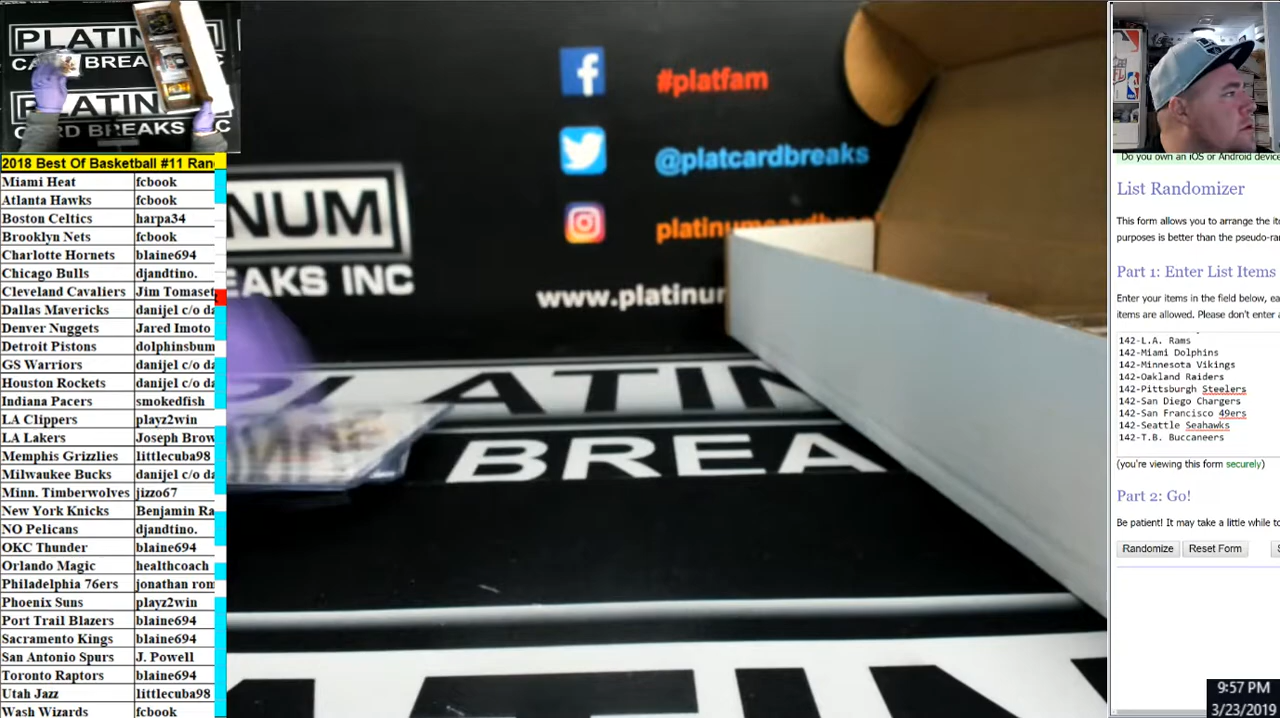 PLATIN
CA
BREA
PLATIN
CARD BREAKS INC
2018 Best Of Basketball #11 Ran
Miami Heat fcbook
Atlanta Hawks fcbook
Boston Celtics harpa34
Brooklyn Nets fcbook
Charlotte Hornets blaine694
Chicago Bulls djandtino.
Cleveland Cavaliers Jim Tomaset
Dallas Mavericks danijel c/o da
Denver Nuggets Jared Imoto
Detroit Pistons dolphinsbum
GS Warriors danijel c/o da
Houston Rockets danijel c/o da
Indiana Pacers smokedfish
LA Clippers playz2win
LA Lakers Joseph Brow
Memphis Grizzlies littlecuba98
Milwaukee Bucks danijel c/o da
Minn. Timberwolves jizzo67
New York Knicks Benjamin Ra
NO Pelicans djandtino.
OKC Thunder blaine694
Orlando Magic healthcoach
Philadelphia 76ers jonathan rom
Phoenix Suns playz2win
Port Trail Blazers blaine694
Sacramento Kings blaine694
San Antonio Spurs J. Powell
Toronto Raptors blaine694
Utah Jazz littlecuba98
Wash Wizards fcbook
#platfam
@platcardbreaks
platinumcardbrea
www.platinu
NUM
EAKS INC
PLATIN
BREA
Do you own an iOS or Android device
List Randomizer
This form allows you to arrange the ite
purposes is better than the pseudo-ra
Part 1: Enter List Items
Enter your items in the field below, ea
items are allowed. Please don't enter a
142-L.A. Rams
142-Miami Dolphins
142-Minnesota Vikings
142-Oakland Raiders
142-Pittsburgh Steelers
142-San Diego Chargers
142-San Francisco 49ers
142-Seattle Seahawks
142-T.B. Buccaneers
(you're viewing this form securely)
Part 2: Go!
Be patient! It may take a little while to
Randomize Reset Form S
9:57 PM
3/23/2019